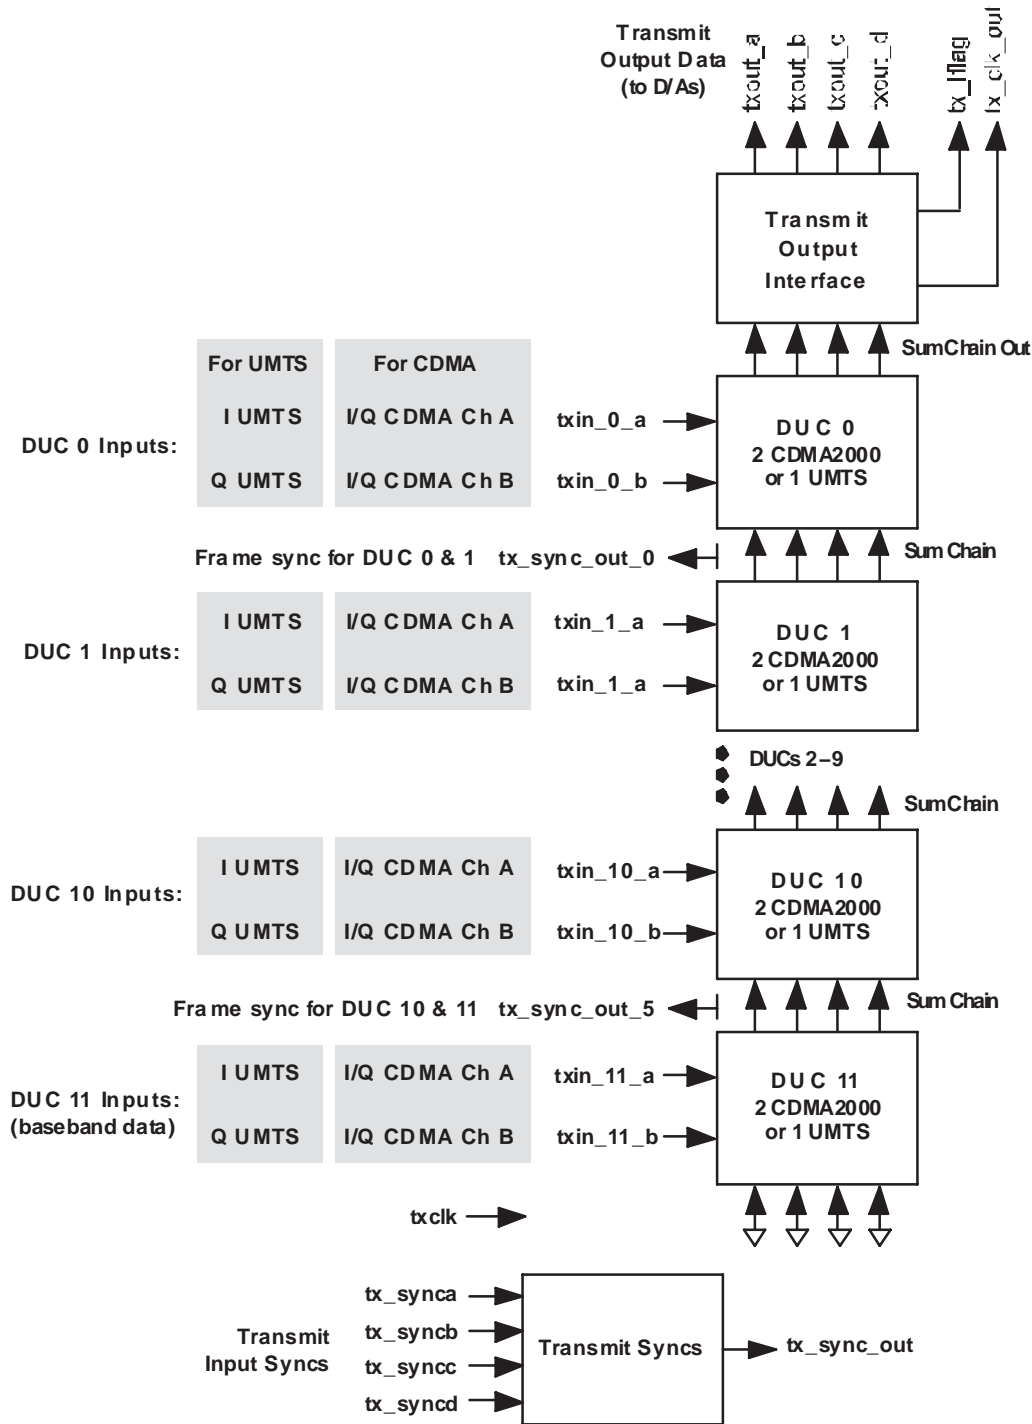 Transmit
Output Data
(to D/As)
txout_a
txout_b
txout_c
txout_d
tx_iflag
tx_clk_out
Transmit
Output
Interface
Sum Chain Out
For UMTS
For CDMA
DUC 0 Inputs:
I UMTS
I/Q CDMA Ch A
txin_0_a
Q UMTS
I/Q CDMA Ch B
txin_0_b
DUC 0
2 CDMA2000
or 1 UMTS
Frame sync for DUC 0 & 1
tx_sync_out_0
Sum Chain
DUC 1 Inputs:
I UMTS
I/Q CDMA Ch A
txin_1_a
Q UMTS
I/Q CDMA Ch B
txin_1_a
DUC 1
2 CDMA2000
or 1 UMTS
DUCs 2–9
Sum Chain
DUC 10 Inputs:
I UMTS
I/Q CDMA Ch A
txin_10_a
Q UMTS
I/Q CDMA Ch B
txin_10_b
DUC 10
2 CDMA2000
or 1 UMTS
Frame sync for DUC 10 & 11
tx_sync_out_5
Sum Chain
DUC 11 Inputs:
(baseband data)
I UMTS
I/Q CDMA Ch A
txin_11_a
Q UMTS
I/Q CDMA Ch B
txin_11_b
DUC 11
2 CDMA2000
or 1 UMTS
txclk
Transmit
Input Syncs
tx_synca
tx_syncb
tx_syncc
tx_syncd
Transmit Syncs
tx_sync_out